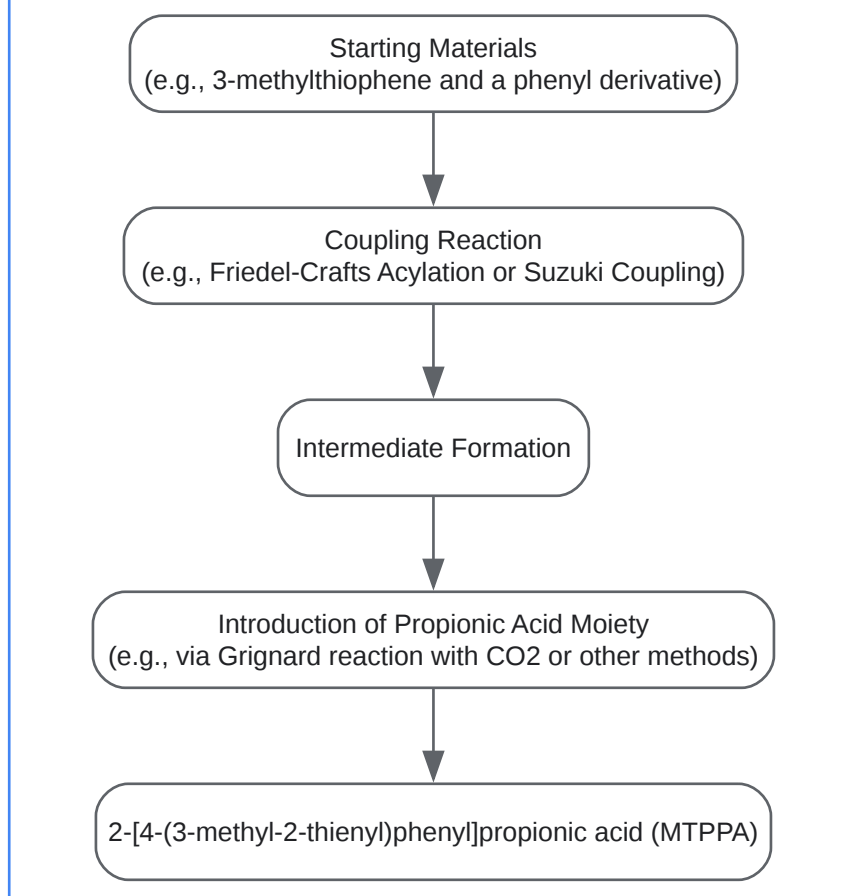 Starting Materials
(e.g., 3-methylthiophene and a phenyl derivative)
Coupling Reaction
(e.g., Friedel-Crafts Acylation or Suzuki Coupling)
Intermediate Formation
Introduction of Propionic Acid Moiety
(e.g., via Grignard reaction with CO2 or other methods)
2-[4-(3-methyl-2-thienyl)phenyl]propionic acid (MTPPA)